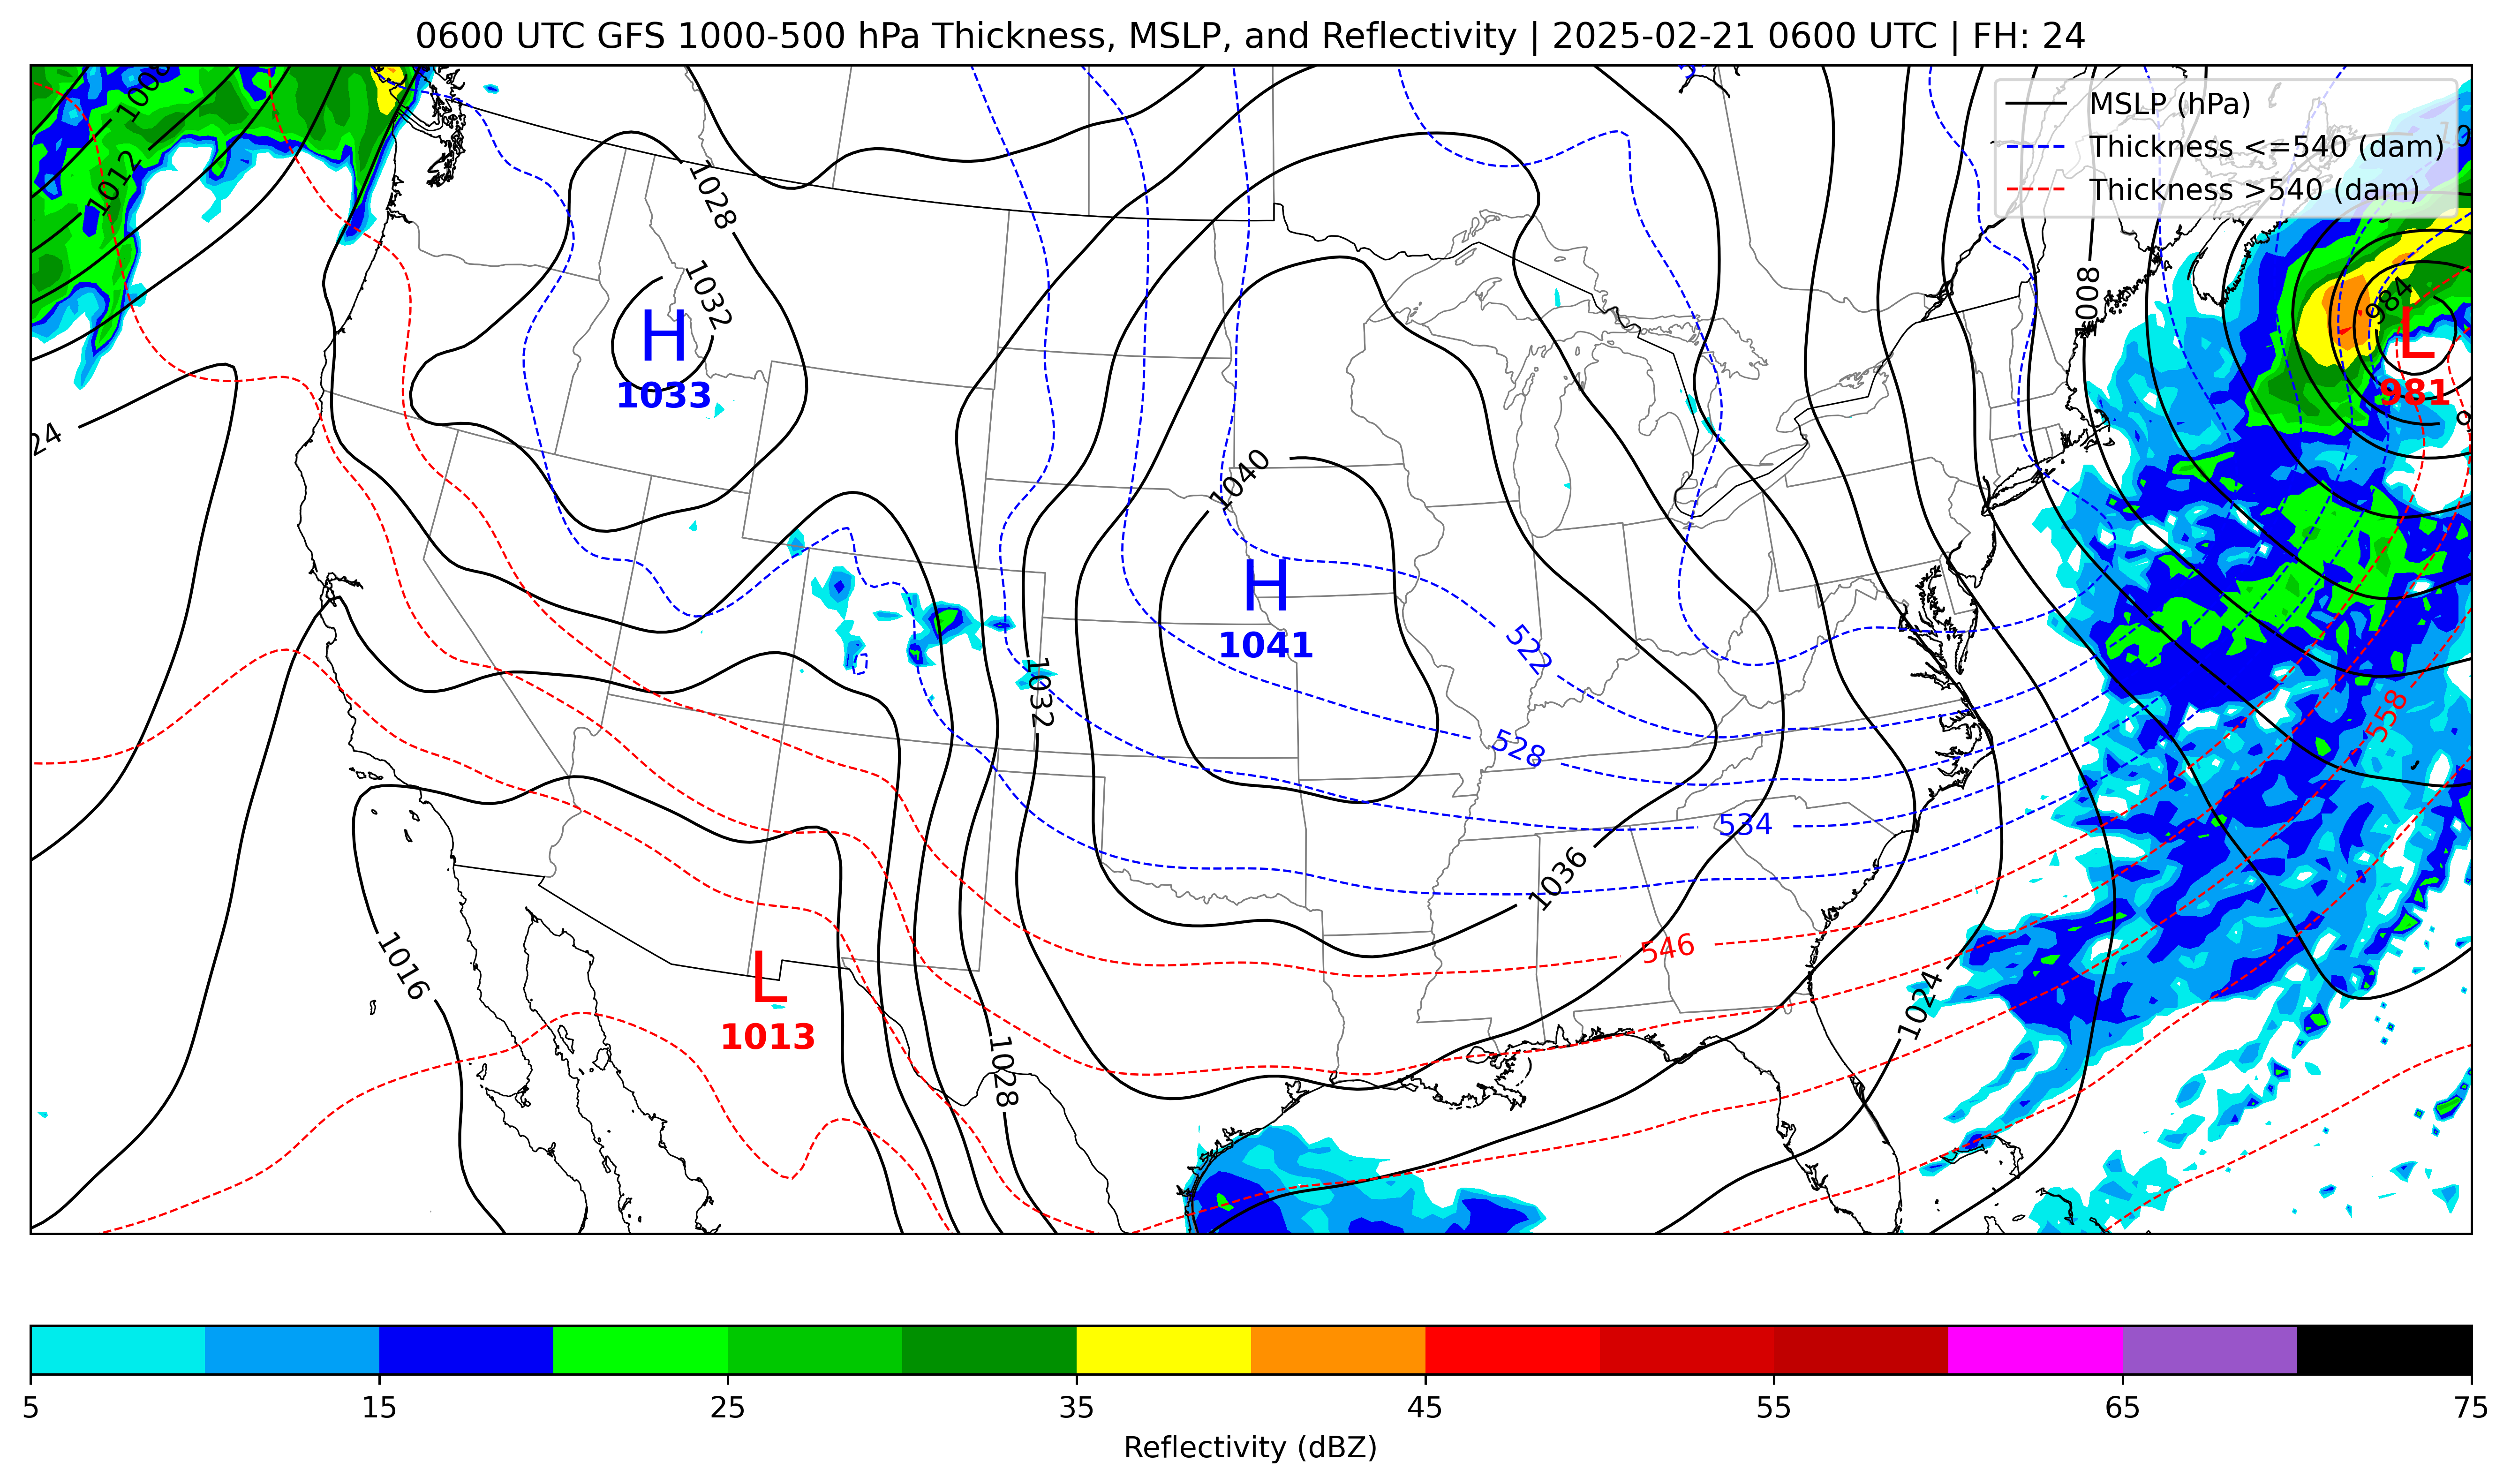 0600 UTC GFS 1000-500 hPa Thickness, MSLP, and Reflectivity | 2025-02-21 0600 UTC | FH: 24
MSLP (hPa)
Thickness <=540 (dam)
Thickness >540 (dam)
1008
1012
1028
1032
H
1033
1008
984
L
981
24
1040
H
1041
522
1032
528
558
534
1036
546
1016
L
1013
1024
1028
5 15 25 35 45 55 65 75
Reflectivity (dBZ)